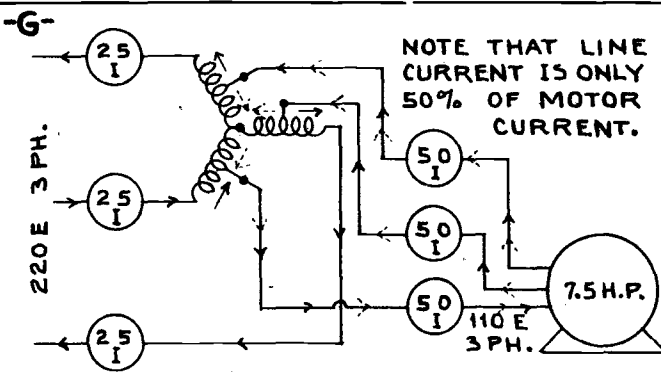 -G-
NOTE THAT LINE
CURRENT IS ONLY
50% OF MOTOR
CURRENT.
25
I
25
I
25
I
220E 3 PH.
50
I
50
I
50
I
110 E
3 PH.
7.5 H.P.